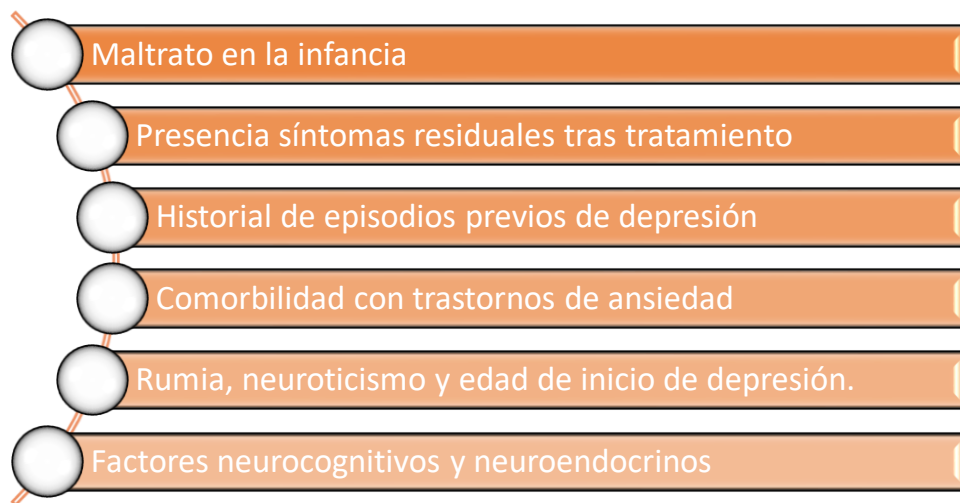 Maltrato en la infancia
Presencia síntomas residuales tras tratamiento
Historial de episodios previos de depresión
Comorbilidad con trastornos de ansiedad
Rumia, neuroticismo y edad de inicio de depresión.
Factores neurocognitivos y neuroendocrinos